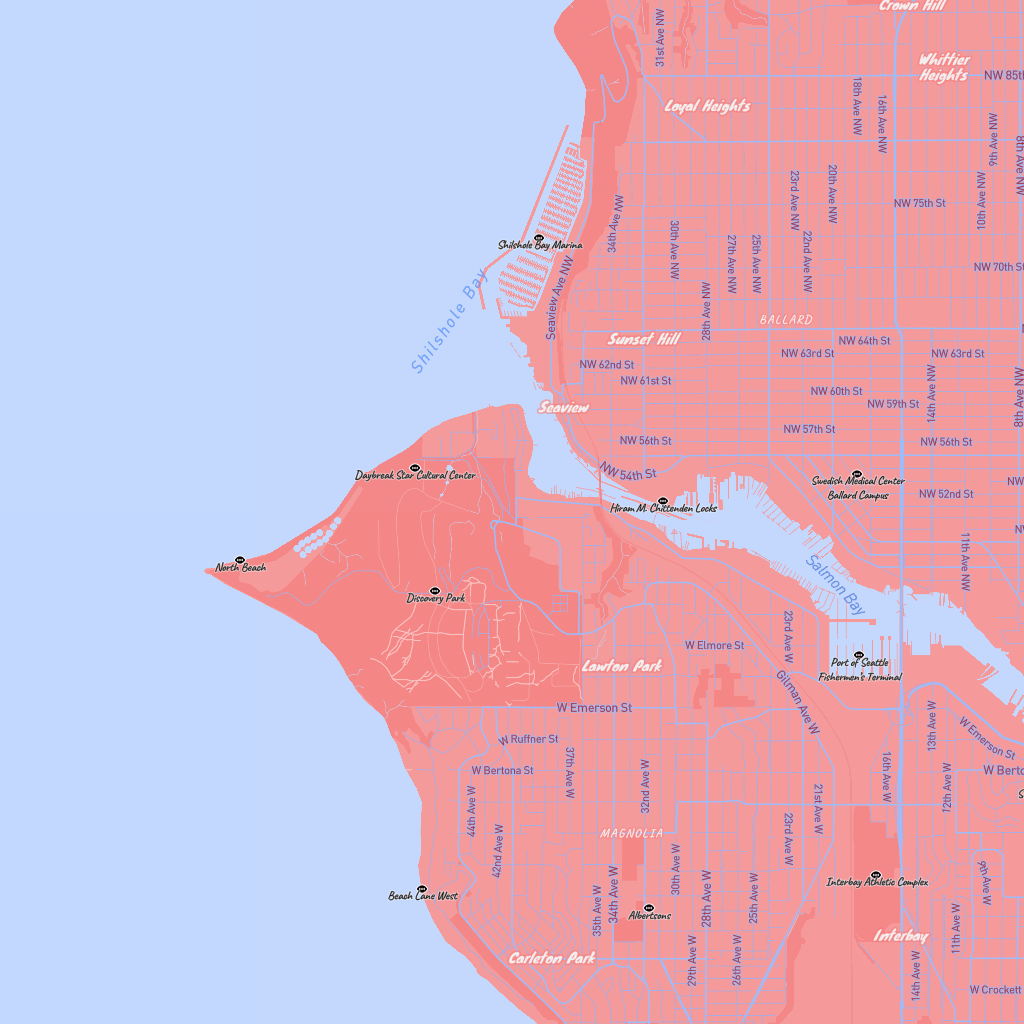 Crown Hill
31st Ave NW
Whittier
Heights
NW 85th
Loyal Heights
18th Ave NW
16th Ave NW
9th Ave NW
8th Ave NW
23rd Ave NW
20th Ave NW
10th Ave NW
NW 75th St
34th Ave NW
30th Ave NW
27th Ave NW
25th Ave NW
22nd Ave NW
Shilshole Bay Marina
NW 70th St
Shilshole Bay
Seaview Ave NW
28th Ave NW
BALLARD
Sunset Hill
NW 64th St
NW 63rd St
NW 63rd St
NW 62nd St
NW 61st St
NW 60th St
14th Ave NW
8th Ave NW
NW 59th St
Seaview
NW 57th St
NW 56th St
NW 56th St
NW 54th St
Daybreak Star Cultural Center
Swedish Medical Center
Ballard Campus
NW
NW 52nd St
Hiram M. Chittenden Locks
11th Ave NW
North Beach
Salmon Bay
Discovery Park
23rd Ave W
W Elmore St
Lawton Park
Port of Seattle
Fishermen's Terminal
Gilman Ave W
W Emerson St
13th Ave W
W Emerson St
W Ruffner St
37th Ave W
W Bertona St
32nd Ave W
16th Ave W
12th Ave W
W Berto
44th Ave W
21st Ave W
42nd Ave W
MAGNOLIA
23rd Ave W
30th Ave W
9th Ave W
Interbay Athletic Complex
Beach Lane West
35th Ave W
34th Ave W
28th Ave W
25th Ave W
Albertsons
11th Ave W
Interbay
Carleton Park
29th Ave W
26th Ave W
14th Ave W
W Crockett